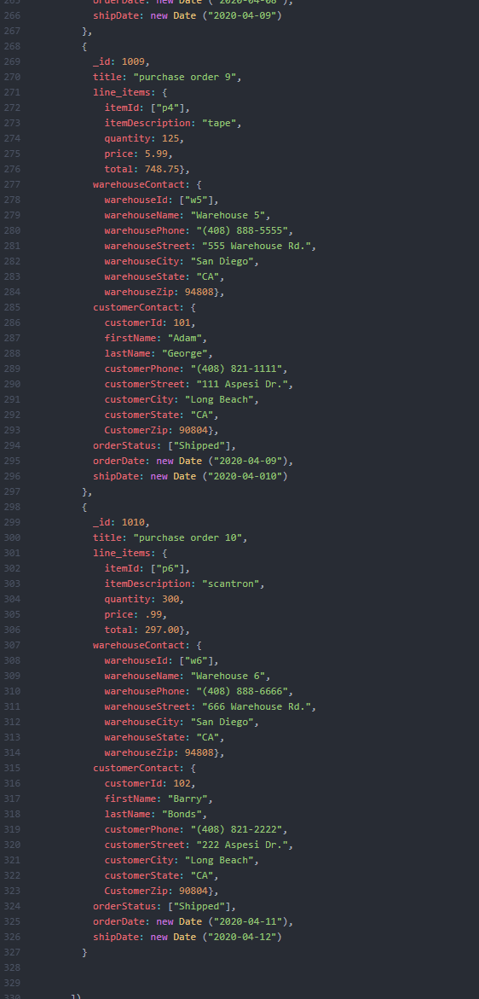 265 orderDate: new Date ("2020-04-08"),
266 shipDate: new Date ("2020-04-09")
267 },
268 {
269 _id: 1009,
270 title: "purchase order 9",
271 line_items: {
272 itemId: ["p4"],
273 itemDescription: "tape",
274 quantity: 125,
275 price: 5.99,
276 total: 748.75},
277 warehouseContact: {
278 warehouseId: ["w5"],
279 warehouseName: "Warehouse 5",
280 warehousePhone: "(408) 888-5555",
281 warehouseStreet: "555 Warehouse Rd.",
282 warehouseCity: "San Diego",
283 warehouseState: "CA",
284 warehouseZip: 94808},
285 customerContact: {
286 customerId: 101,
287 firstName: "Adam",
288 lastName: "George",
289 customerPhone: "(408) 821-1111",
290 customerStreet: "111 Aspesi Dr.",
291 customerCity: "Long Beach",
292 customerState: "CA",
293 CustomerZip: 90804},
294 orderStatus: ["Shipped"],
295 orderDate: new Date ("2020-04-09"),
296 shipDate: new Date ("2020-04-010")
297 },
298 {
299 _id: 1010,
300 title: "purchase order 10",
301 line_items: {
302 itemId: ["p6"],
303 itemDescription: "scantron",
304 quantity: 300,
305 price: .99,
306 total: 297.00},
307 warehouseContact: {
308 warehouseId: ["w6"],
309 warehouseName: "Warehouse 6",
310 warehousePhone: "(408) 888-6666",
311 warehouseStreet: "666 Warehouse Rd.",
312 warehouseCity: "San Diego",
313 warehouseState: "CA",
314 warehouseZip: 94808},
315 customerContact: {
316 customerId: 102,
317 firstName: "Barry",
318 lastName: "Bonds",
319 customerPhone: "(408) 821-2222",
320 customerStreet: "222 Aspesi Dr.",
321 customerCity: "Long Beach",
322 customerState: "CA",
323 CustomerZip: 90804},
324 orderStatus: ["Shipped"],
325 orderDate: new Date ("2020-04-11"),
326 shipDate: new Date ("2020-04-12")
327 }
328
329
330 ])